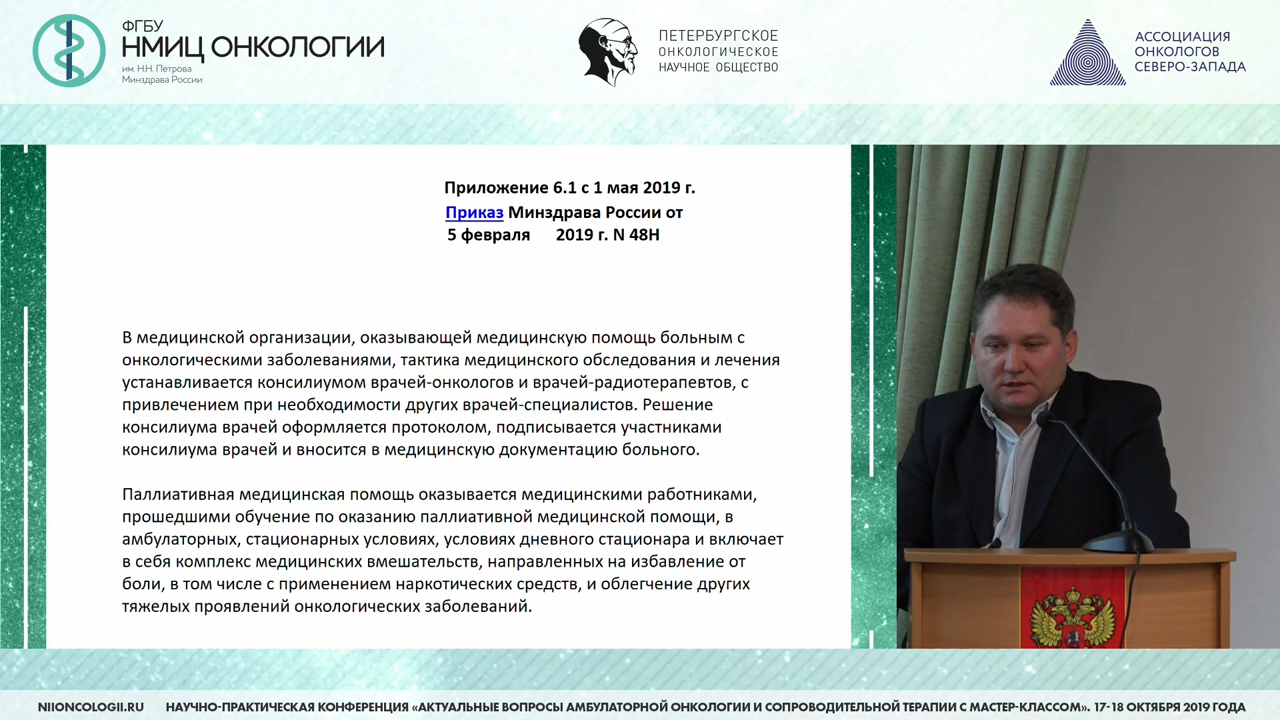 ФГБУ
НМИЦ ОНКОЛОГИИ
им. Н.Н. Петрова
Минздрава России
ПЕТЕРБУРГСКОЕ
ОНКОЛОГИЧЕСКОЕ
НАУЧНОЕ ОБЩЕСТВО
АССОЦИАЦИЯ
ОНКОЛОГОВ
СЕВЕРО-ЗАПАДА
Приложение 6.1 с 1 мая 2019 г.
Приказ Минздрава России от
5 февраля 2019 г. N 48Н
В медицинской организации, оказывающей медицинскую помощь больным с
онкологическими заболеваниями, тактика медицинского обследования и лечения
устанавливается консилиумом врачей-онкологов и врачей-радиотерапевтов, с
привлечением при необходимости других врачей-специалистов. Решение
консилиума врачей оформляется протоколом, подписывается участниками
консилиума врачей и вносится в медицинскую документацию больного.
Паллиативная медицинская помощь оказывается медицинскими работниками,
прошедшими обучение по оказанию паллиативной медицинской помощи, в
амбулаторных, стационарных условиях, условиях дневного стационара и включает
в себя комплекс медицинских вмешательств, направленных на избавление от
боли, в том числе с применением наркотических средств, и облегчение других
тяжелых проявлений онкологических заболеваний.
NIIONCOLOGII.RU НАУЧНО-ПРАКТИЧЕСКАЯ КОНФЕРЕНЦИЯ «АКТУАЛЬНЫЕ ВОПРОСЫ АМБУЛАТОРНОЙ ОНКОЛОГИИ И СОПРОВОДИТЕЛЬНОЙ ТЕРАПИИ С МАСТЕР-КЛАССОМ». 17-18 ОКТЯБРЯ 2019 ГОДА